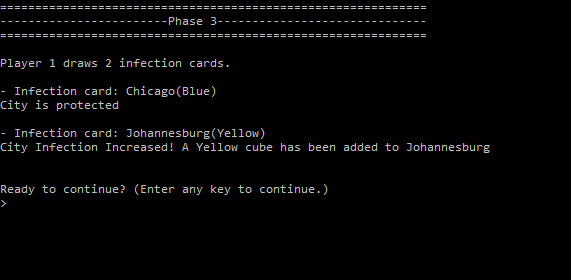 =============================================================
------------------------Phase 3------------------------------
=============================================================
Player 1 draws 2 infection cards.
- Infection card: Chicago(Blue)
City is protected
- Infection card: Johannesburg(Yellow)
City Infection Increased! A Yellow cube has been added to Johannesburg
Ready to continue? (Enter any key to continue.)
>